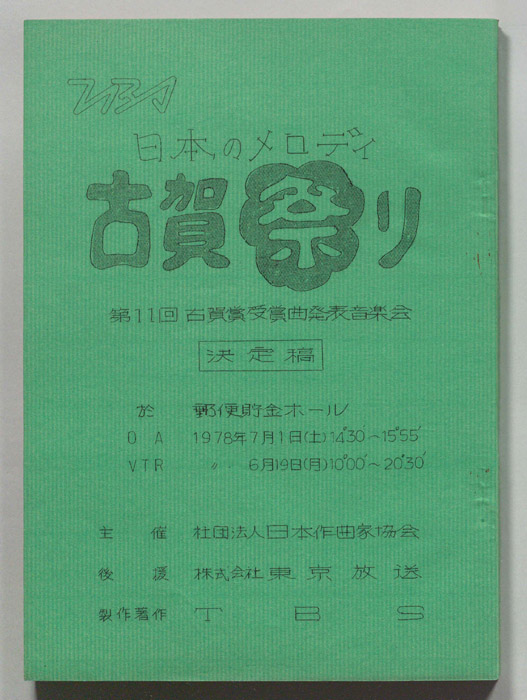 TBS
日本のメロディ
古賀祭り
第11回古賀賞受賞曲発表音楽会
決定稿
於 郵便貯金ホール
O A 1978年7月1日(土)14°30′〜15°55′
VTR 〃 6月19日(月)10°00′〜20°30′
主催 社団法人日本作曲家協会
後援 株式会社東京放送
製作著作 TBS